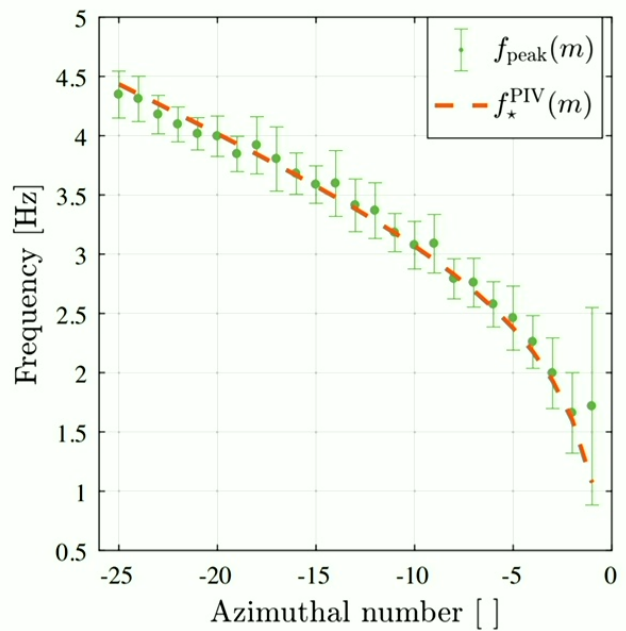 5
4.5
4
3.5
3
2.5
2
1.5
1
0.5
Frequency [Hz]
f_peak(m)
f_⋆^PIV(m)
-25 -20 -15 -10 -5 0
Azimuthal number [ ]